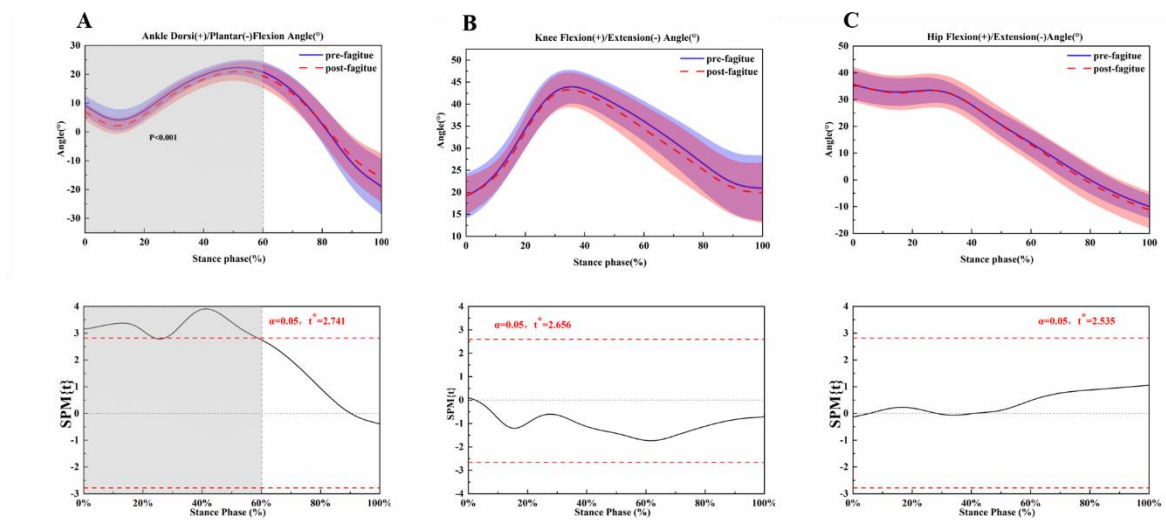 A
Ankle Dorsi(+)/Plantar(-)Flexion Angle(°)
pre-fagitue
post-fagitue
P<0.001
Angle(°)
30
20
10
0
-10
-20
-30
0 20 40 60 80 100
Stance phase(%)
B
Knee Flexion(+)/Extension(-) Angle(°)
pre-fagitue
post-fagitue
Angle(°)
50
45
40
35
30
25
20
15
10
0 20 40 60 80 100
Stance phase(%)
C
Hip Flexion(+)/Extension(-)Angle(°)
pre-fagitue
post-fagitue
Angle(°)
50
40
30
20
10
0
-10
-20
0 20 40 60 80 100
Stance phase(%)
α=0.05，t*=2.741
SPM{t}
4
3
2
1
0
-1
-2
-3
0% 20% 40% 60% 80% 100%
Stance Phase (%)
α=0.05，t*=2.656
SPM{t}
4
3
2
1
0
-1
-2
-3
-4
0% 20% 40% 60% 80% 100%
Stance Phase (%)
α=0.05，t*=2.535
SPM{t}
4
3
2
1
0
-1
-2
-3
0% 20% 40% 60% 80% 100%
Stance Phase (%)